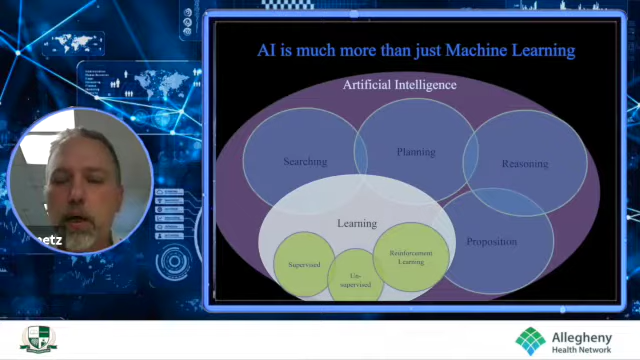 AI is much more than just Machine Learning
Artificial Intelligence
Searching
Planning
Reasoning
Learning
Proposition
Supervised
Un-
supervised
Reinforcement
Learning
netz
Allegheny
Health Network